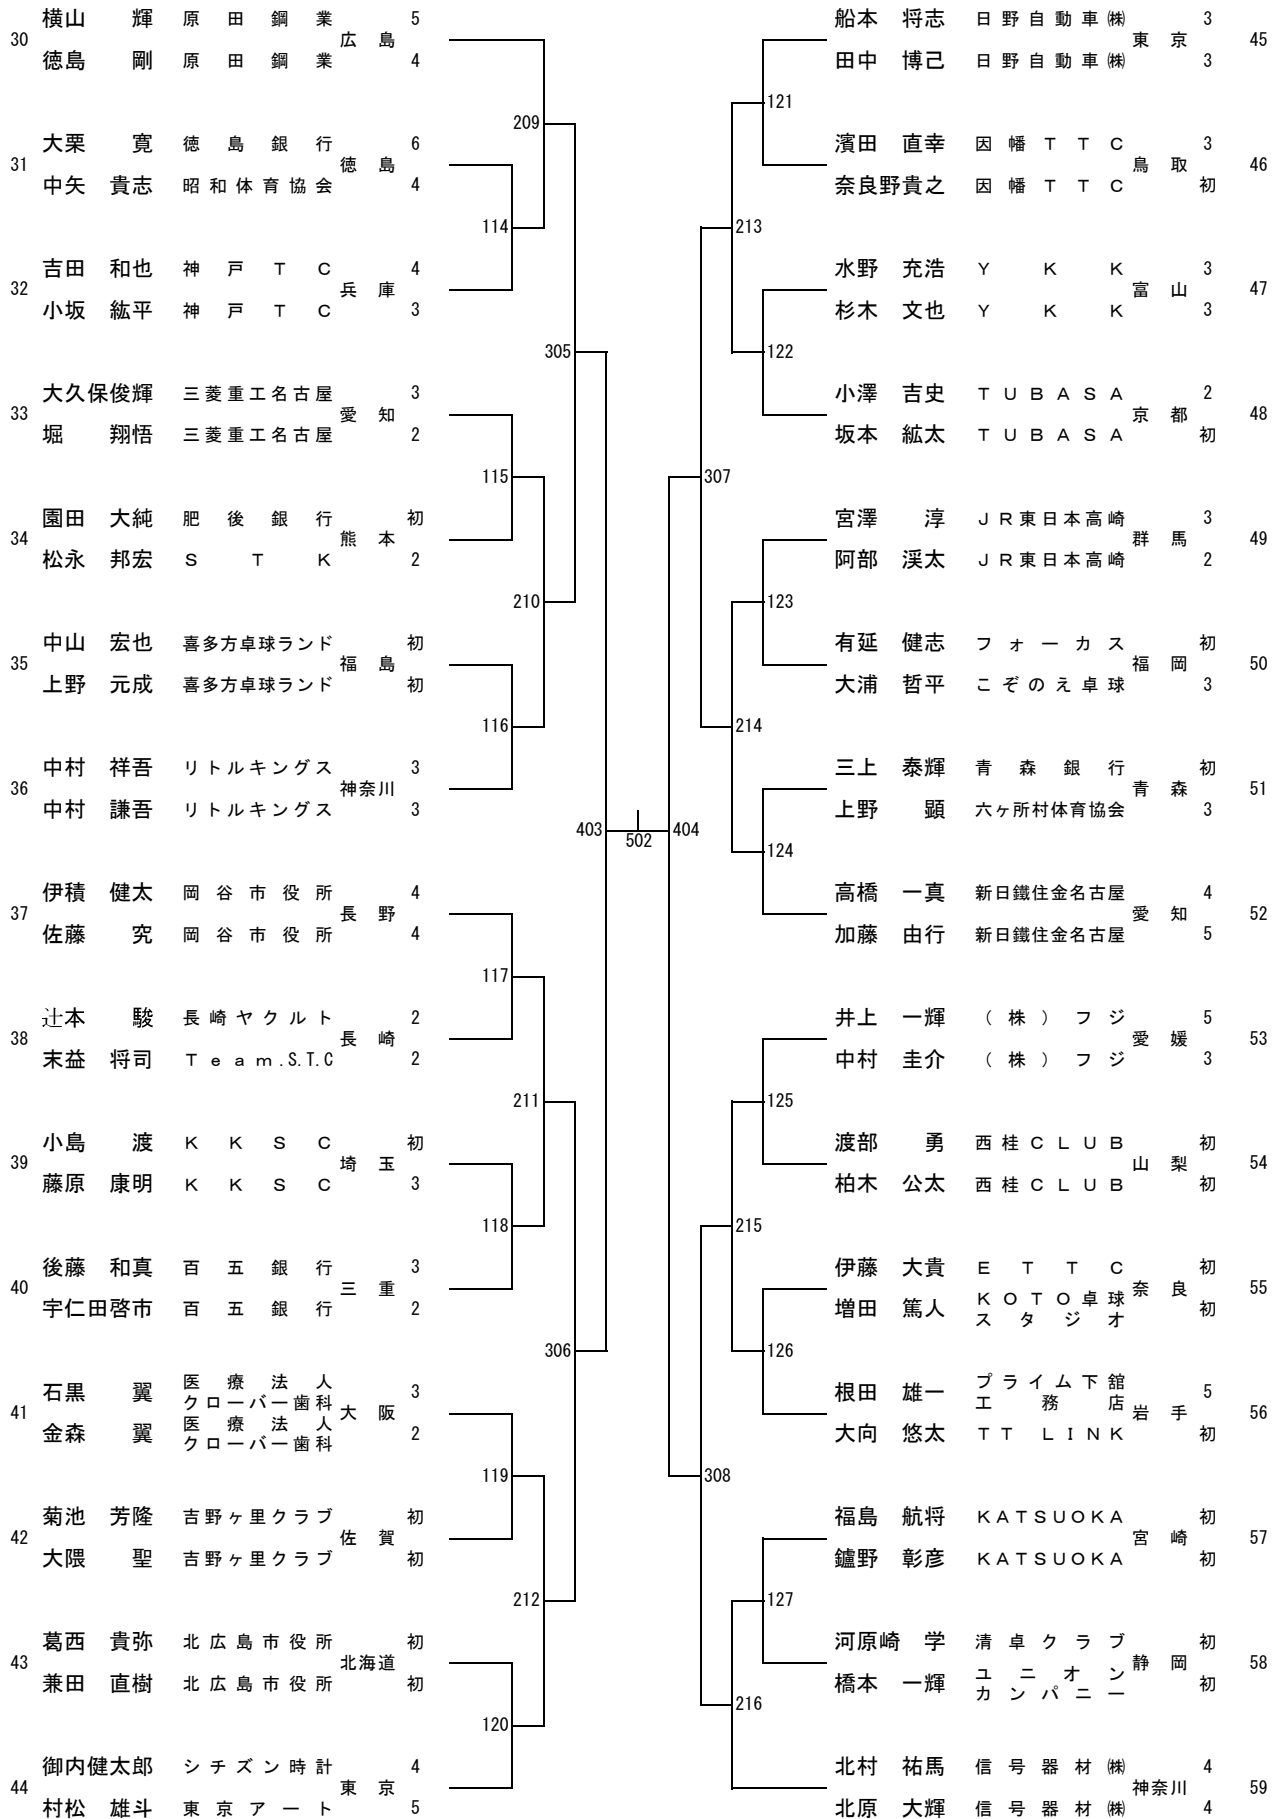 30 横山 輝 原田鋼業 広島 5
徳島 剛 原田鋼業 4
31 大栗 寛 徳島銀行 徳島 6
中矢 貴志 昭和体育協会 4
32 吉田 和也 神戸TC 兵庫 4
小坂 紘平 神戸TC 3
33 大久保俊輝 三菱重工名古屋 愛知 3
堀 翔悟 三菱重工名古屋 2
34 園田 大純 肥後銀行 熊本 初
松永 邦宏 STK 2
35 中山 宏也 喜多方卓球ランド 福島 初
上野 元成 喜多方卓球ランド 初
36 中村 祥吾 リトルキングス 神奈川 3
中村 謙吾 リトルキングス 3
37 伊積 健太 岡谷市役所 長野 4
佐藤 究 岡谷市役所 4
38 辻本 駿 長崎ヤクルト 長崎 2
末益 将司 Team.S.T.C 2
39 小島 渡 KKSC 埼玉 初
藤原 康明 KKSC 3
40 後藤 和真 百五銀行 三重 3
宇仁田啓市 百五銀行 2
41 石黒 翼 医療法人クローバー歯科 大阪 3
金森 翼 医療法人クローバー歯科 2
42 菊池 芳隆 吉野ヶ里クラブ 佐賀 初
大隈 聖 吉野ヶ里クラブ 初
43 葛西 貴弥 北広島市役所 北海道 初
兼田 直樹 北広島市役所 初
44 御内健太郎 シチズン時計 東京 4
村松 雄斗 東京アート 5
209
114
305
115
210
116
403
502
404
117
211
118
306
119
212
120
121
213
122
307
123
214
124
125
215
126
308
127
216
船本 将志 日野自動車㈱ 東京 3 45
田中 博己 日野自動車㈱ 3
濱田 直幸 因幡TTC 鳥取 3 46
奈良野貴之 因幡TTC 初
水野 充浩 YKK 富山 3 47
杉木 文也 YKK 3
小澤 吉史 TUBASA 京都 2 48
坂本 紘太 TUBASA 初
宮澤 淳 JR東日本高崎 群馬 3 49
阿部 渓太 JR東日本高崎 2
有延 健志 フォーカス 福岡 初 50
大浦 哲平 こぞのえ卓球 3
三上 泰輝 青森銀行 青森 初 51
上野 顕 六ヶ所村体育協会 3
高橋 一真 新日鐵住金名古屋 愛知 4 52
加藤 由行 新日鐵住金名古屋 5
井上 一輝 (株)フジ 愛媛 5 53
中村 圭介 (株)フジ 3
渡部 勇 西桂CLUB 山梨 初 54
柏木 公太 西桂CLUB 初
伊藤 大貴 ETTC 奈良 初 55
増田 篤人 KOTO卓球スタジオ 初
根田 雄一 プライム下舘工務店 岩手 5 56
大向 悠太 TT LINK 初
福島 航将 KATSUOKA 宮崎 初 57
鑪野 彰彦 KATSUOKA 初
河原崎 学 清卓クラブ 静岡 初 58
橋本 一輝 ユニオンカンパニー 初
北村 祐馬 信号器材㈱ 神奈川 4 59
北原 大輝 信号器材㈱ 4